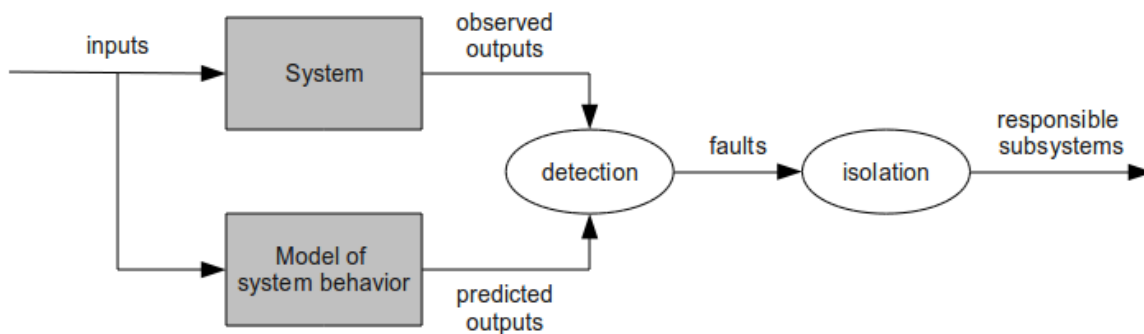 inputs
System
observed
outputs
detection
faults
isolation
responsible
subsystems
Model of
system behavior
predicted
outputs